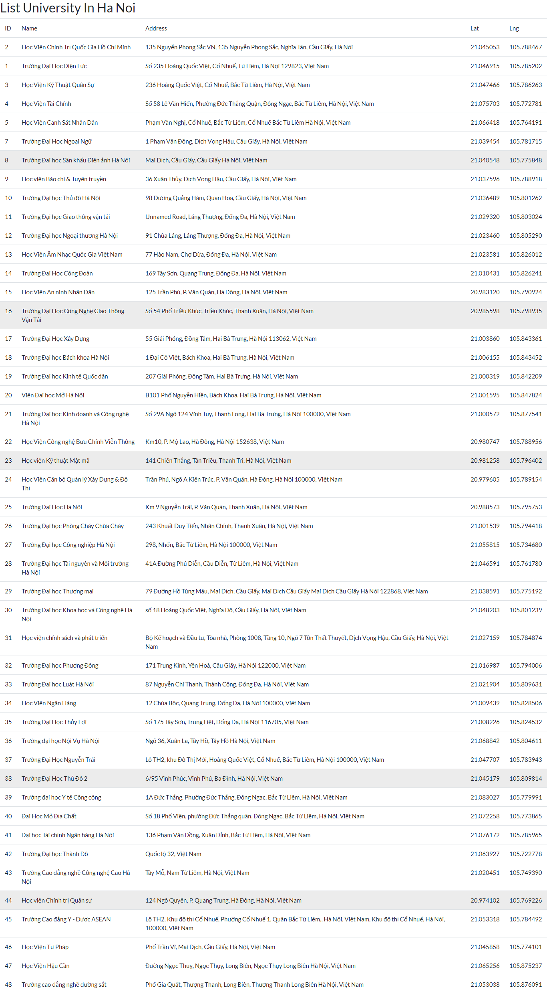 List University In Ha Noi
ID Name Address Lat Lng
2 Học Viện Chính Trị Quốc Gia Hồ Chí Minh 135 Nguyễn Phong Sắc VN, 135 Nguyễn Phong Sắc, Nghĩa Tân, Cầu Giấy, Hà Nội 21.045053 105.788467
1 Trường Đại Học Điện Lực Số 235 Hoàng Quốc Việt, Cổ Nhuế, Từ Liêm, Hà Nội 129823, Việt Nam 21.046915 105.785202
3 Học Viện Kỹ Thuật Quân Sự 236 Hoàng Quốc Việt, Cổ Nhuế, Bắc Từ Liêm, Hà Nội, Việt Nam 21.047466 105.786263
4 Học Viện Tài Chính Số 58 Lê Văn Hiến, Phường Đức Thắng Quận, Đông Ngạc, Bắc Từ Liêm, Hà Nội, Việt Nam 21.075703 105.772781
5 Học Viện Cảnh Sát Nhân Dân Phạm Văn Nghị, Cổ Nhuế, Bắc Từ Liêm, Cổ Nhuế Bắc Từ Liêm Hà Nội, Việt Nam 21.066418 105.764191
7 Trường Đại Học Ngoại Ngữ 1 Phạm Văn Đồng, Dịch Vọng Hậu, Cầu Giấy, Hà Nội, Việt Nam 21.039454 105.781715
8 Trường Đại học Sân khấu Điện ảnh Hà Nội Mai Dịch, Cầu Giấy, Cầu Giấy Hà Nội, Việt Nam 21.040548 105.775848
9 Học viện Báo chí & Tuyên truyền 36 Xuân Thủy, Dịch Vọng Hậu, Cầu Giấy, Hà Nội, Việt Nam 21.037596 105.788918
10 Trường Đại học Thủ đô Hà Nội 98 Dương Quảng Hàm, Quan Hoa, Cầu Giấy, Hà Nội, Việt Nam 21.036489 105.801262
11 Trường Đại học Giao thông vận tải Unnamed Road, Láng Thượng, Đống Đa, Hà Nội, Việt Nam 21.029320 105.803024
12 Trường Đại học Ngoại thương Hà Nội 91 Chùa Láng, Láng Thượng, Đống Đa, Hà Nội, Việt Nam 21.023460 105.805290
13 Học Viện Âm Nhạc Quốc Gia Việt Nam 77 Hào Nam, Chợ Dừa, Đống Đa, Hà Nội, Việt Nam 21.023581 105.826012
14 Trường Đại Học Công Đoàn 169 Tây Sơn, Quang Trung, Đống Đa, Hà Nội, Việt Nam 21.010431 105.826241
15 Học Viện An ninh Nhân Dân 125 Trần Phú, P. Văn Quán, Hà Đông, Hà Nội, Việt Nam 20.983120 105.790924
16 Trường Đại Học Công Nghệ Giao Thông Số 54 Phố Triều Khúc, Triều Khúc, Thanh Xuân, Hà Nội, Việt Nam 20.985598 105.798935
Vận Tải
17 Trường Đại Học Xây Dựng 55 Giải Phóng, Đồng Tâm, Hai Bà Trưng, Hà Nội 113062, Việt Nam 21.003860 105.843361
18 Trường Đại học Bách khoa Hà Nội 1 Đại Cồ Việt, Bách Khoa, Hai Bà Trưng, Hà Nội, Việt Nam 21.006155 105.843452
19 Trường Đại học Kinh tế Quốc dân 207 Giải Phóng, Đồng Tâm, Hai Bà Trưng, Hà Nội, Việt Nam 21.000319 105.842209
20 Viện Đại học Mở Hà Nội B101 Phố Nguyễn Hiền, Bách Khoa, Hai Bà Trưng, Hà Nội, Việt Nam 21.001595 105.847824
21 Trường Đại học Kinh doanh và Công nghệ Số 29A Ngõ 124 Vĩnh Tuy, Thanh Long, Hai Bà Trưng, Hà Nội 100000, Việt Nam 21.000572 105.877541
Hà Nội
22 Học Viện Công nghệ Bưu Chính Viễn Thông Km10, P. Mộ Lao, Hà Đông, Hà Nội 152638, Việt Nam 20.980747 105.788956
23 Học viện Kỹ thuật Mật mã 141 Chiến Thắng, Tân Triều, Thanh Trì, Hà Nội, Việt Nam 20.981258 105.796402
24 Học Viện Cán bộ Quản lý Xây Dựng & Đô Trần Phú, Ngõ A Kiến Trúc, P. Văn Quán, Hà Đông, Hà Nội 100000, Việt Nam 20.979605 105.789154
Thị
25 Trường Đại Học Hà Nội Km 9 Nguyễn Trãi, P. Văn Quán, Thanh Xuân, Hà Nội, Việt Nam 20.988573 105.795753
26 Trường Đại học Phòng Cháy Chữa Cháy 243 Khuất Duy Tiến, Nhân Chính, Thanh Xuân, Hà Nội, Việt Nam 21.001539 105.794418
27 Trường Đại học Công nghiệp Hà Nội 298, Nhổn, Bắc Từ Liêm, Hà Nội 100000, Việt Nam 21.055815 105.734680
28 Trường Đại học Tài nguyên và Môi trường 41A Đường Phú Diễn, Cầu Diễn, Từ Liêm, Hà Nội, Việt Nam 21.046591 105.761780
Hà Nội
29 Trường Đại học Thương mại 79 Đường Hồ Tùng Mậu, Mai Dịch, Cầu Giấy, Mai Dịch Cầu Giấy Mai Dịch Cầu Giấy Hà Nội 122868, Việt Nam 21.038591 105.775192
30 Trường Đại học Khoa học và Công nghệ Hà số 18 Hoàng Quốc Việt, Nghĩa Đô, Cầu Giấy, Hà Nội, Việt Nam 21.048203 105.801239
Nội
31 Học viện chính sách và phát triển Bộ Kế hoạch và Đầu tư, Tòa nhà, Phòng 1008, Tầng 10, Ngõ 7 Tôn Thất Thuyết, Dịch Vọng Hậu, Cầu Giấy, Hà Nội, Việt 21.027159 105.784874
Nam
32 Trường Đại học Phương Đông 171 Trung Kính, Yên Hoà, Cầu Giấy, Hà Nội 122000, Việt Nam 21.016987 105.794006
33 Trường Đại học Luật Hà Nội 87 Nguyễn Chí Thanh, Thành Công, Đống Đa, Hà Nội, Việt Nam 21.021904 105.809631
34 Học Viện Ngân Hàng 12 Chùa Bộc, Quang Trung, Đống Đa, Hà Nội 100000, Việt Nam 21.009439 105.828506
35 Trường Đại Học Thủy Lợi Số 175 Tây Sơn, Trung Liệt, Đống Đa, Hà Nội 116705, Việt Nam 21.008226 105.824532
36 Trường đại học Nội Vụ Hà Nội Ngõ 36, Xuân La, Tây Hồ, Tây Hồ Hà Nội, Việt Nam 21.068842 105.804611
37 Trường Đại Học Nguyễn Trãi Lô TH2, khu Đô Thị Mới, Hoàng Quốc Việt, Cổ Nhuế, Bắc Từ Liêm, Hà Nội 100000, Việt Nam 21.047707 105.783943
38 Trường Đại Học Thủ Đô 2 6/95 Vĩnh Phúc, Vĩnh Phú, Ba Đình, Hà Nội, Việt Nam 21.045179 105.809814
39 Trường đại học Y tế Công cộng 1A Đức Thắng, Phường Đức Thắng, Đông Ngạc, Bắc Từ Liêm, Hà Nội, Việt Nam 21.083027 105.779991
40 Đại Học Mỏ Địa Chất Số 18 Phố Viên, phường Đức Thắng quận, Đông Ngạc, Bắc Từ Liêm, Hà Nội, Việt Nam 21.072258 105.773865
41 Đại học Tài chính Ngân hàng Hà Nội 136 Phạm Văn Đồng, Xuân Đỉnh, Bắc Từ Liêm, Hà Nội, Việt Nam 21.076172 105.785965
42 Trường Đại học Thành Đô Quốc lộ 32, Việt Nam 21.063927 105.722778
43 Trường Cao đẳng nghề Công nghệ Cao Hà Tây Mỗ, Nam Từ Liêm, Hà Nội, Việt Nam 21.020451 105.749390
Nội
44 Học viện Chính trị Quân sự 124 Ngô Quyền, P. Quang Trung, Hà Đông, Hà Nội, Việt Nam 20.974102 105.769226
45 Trường Cao đẳng Y - Dược ASEAN Lô TH2, Khu đô thị Cổ Nhuế, Phường Cổ Nhuế 1, Quận Bắc Từ Liêm,, Hà Nội, Việt Nam, Khu đô thị Cổ Nhuế, Hà Nội, 21.053318 105.784492
100000, Việt Nam
46 Học Viện Tư Pháp Phố Trần Vĩ, Mai Dịch, Cầu Giấy, Hà Nội, Việt Nam 21.045858 105.774101
47 Học Viện Hậu Cần Đường Ngọc Thuỵ, Ngọc Thụy, Long Biên, Ngọc Thụy Long Biên Hà Nội, Việt Nam 21.065256 105.875237
48 Trường cao đẳng nghề đường sắt Phố Gia Quất, Thượng Thanh, Long Biên, Thượng Thanh Long Biên Hà Nội, Việt Nam 21.053038 105.876091